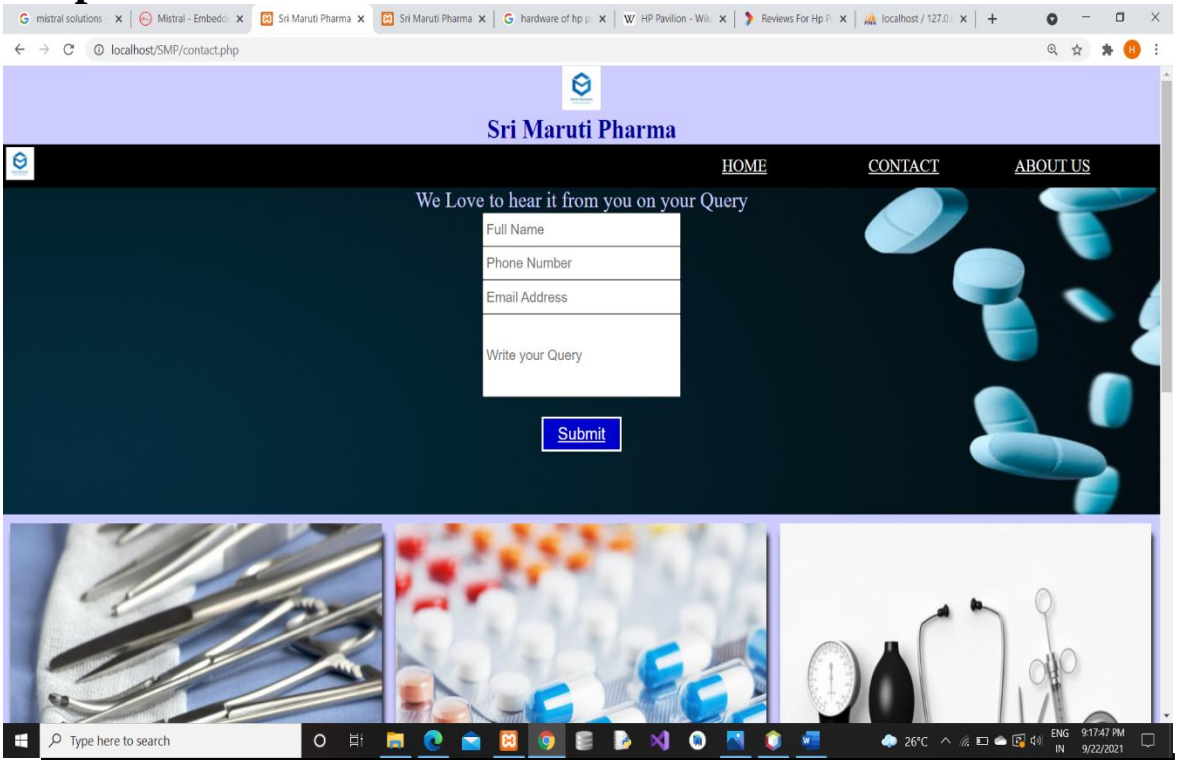 mistral solutions
Mistral - Embedd
Sri Maruti Pharma
Sri Maruti Pharma
hardware of hp p
HP Pavilion - Wik
Reviews For Hp P
localhost / 127.0.
localhost/SMP/contact.php
H
Sri Maruti Pharma
HOME CONTACT ABOUT US
We Love to hear it from you on your Query
Full Name
Phone Number
Email Address
Write your Query
Submit
Type here to search
26°C
ENG
IN
9:17:47 PM
9/22/2021